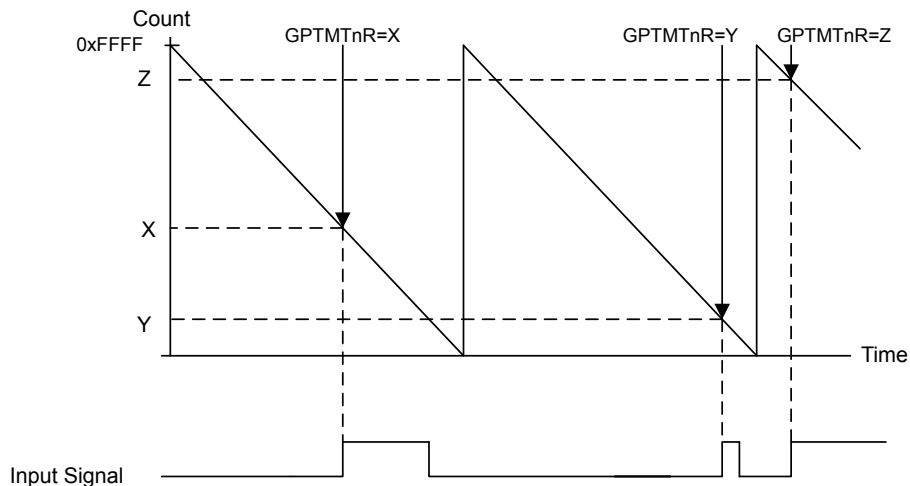 Count
0xFFFF
GPTMTnR=X
GPTMTnR=Y
GPTMTnR=Z
Z
X
Y
Time
Input Signal